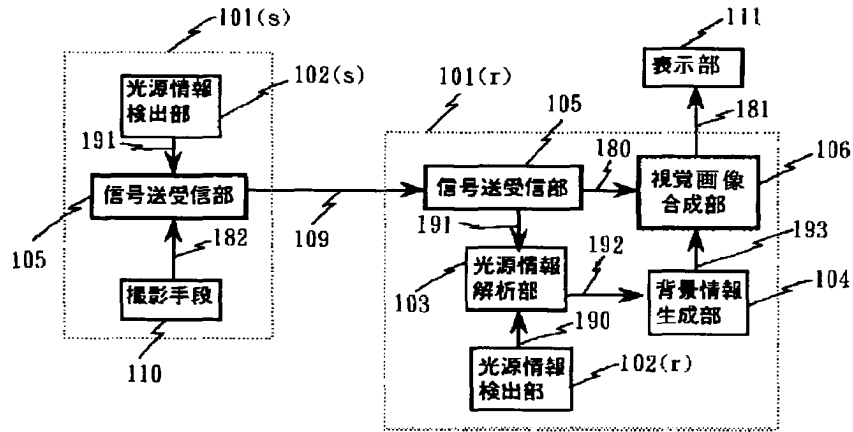 101(s)
光源情報
検出部
102(s)
191
信号送受信部
105
182
撮影手段
110
109
101(r)
105
信号送受信部
180
111
表示部
181
視覚画像
合成部
106
191
103
光源情報
解析部
192
193
背景情報
生成部
104
190
光源情報
検出部
102(r)